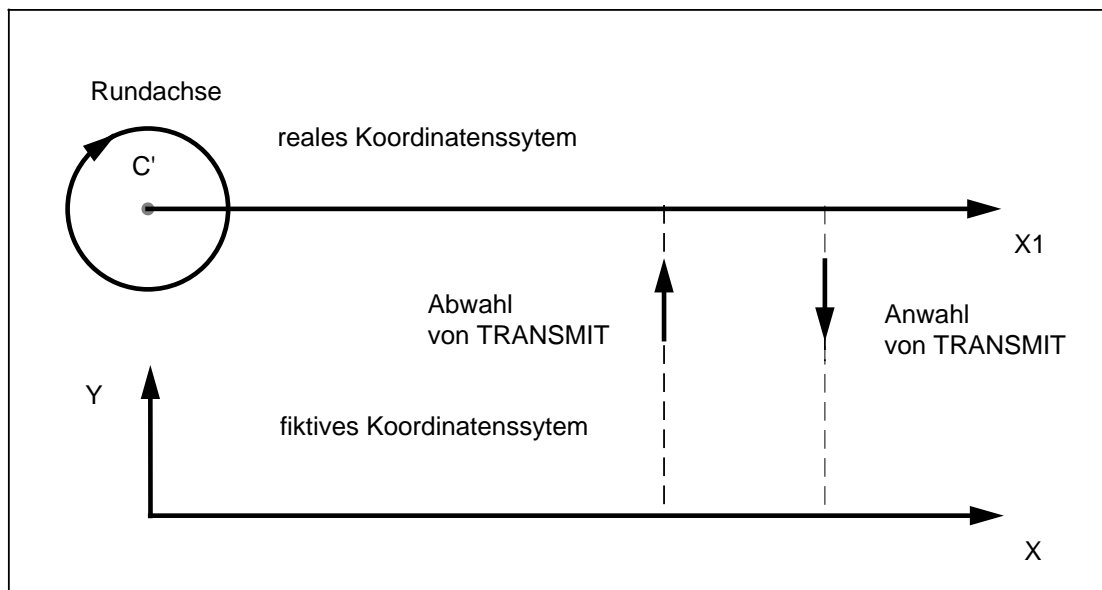 Rundachse
C'
reales Koordinatenssytem
X1
Abwahl
von TRANSMIT
Anwahl
von TRANSMIT
Y
fiktives Koordinatenssytem
X